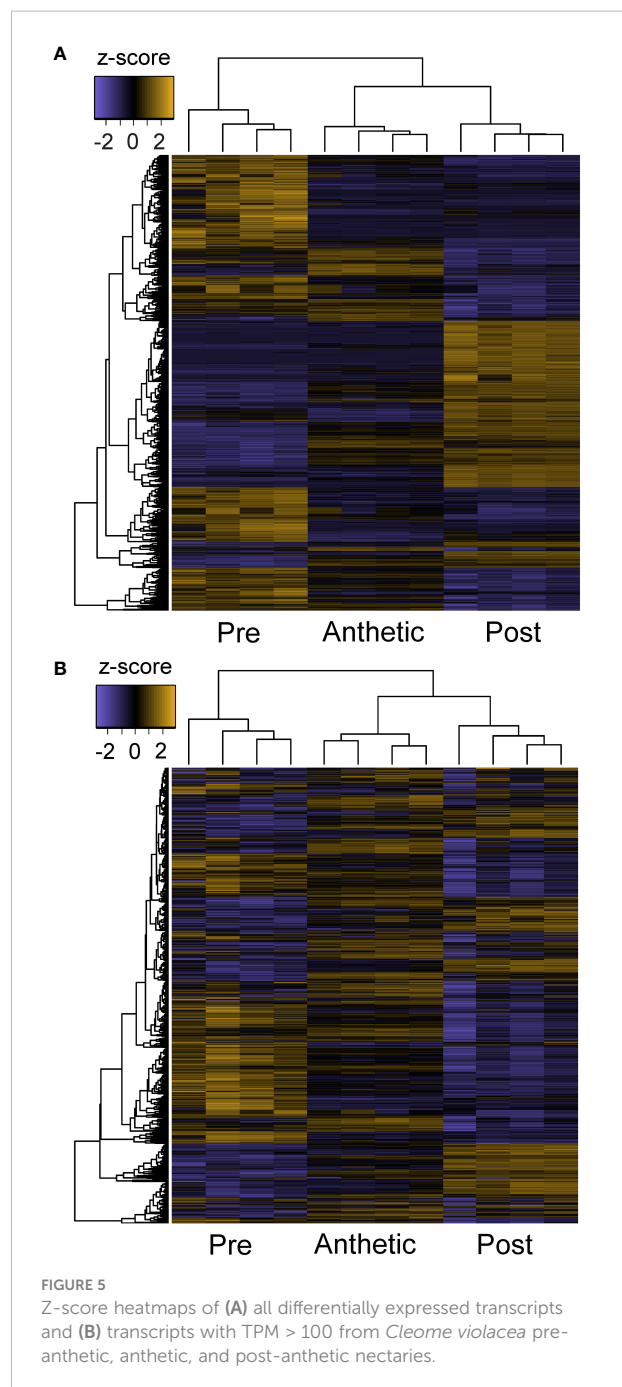 A
z-score
-2 0 2
Pre Anthetic Post
B
z-score
-2 0 2
Pre Anthetic Post
FIGURE 5
Z-score heatmaps of (A) all differentially expressed transcripts
and (B) transcripts with TPM > 100 from Cleome violacea pre-
anthetic, anthetic, and post-anthetic nectaries.